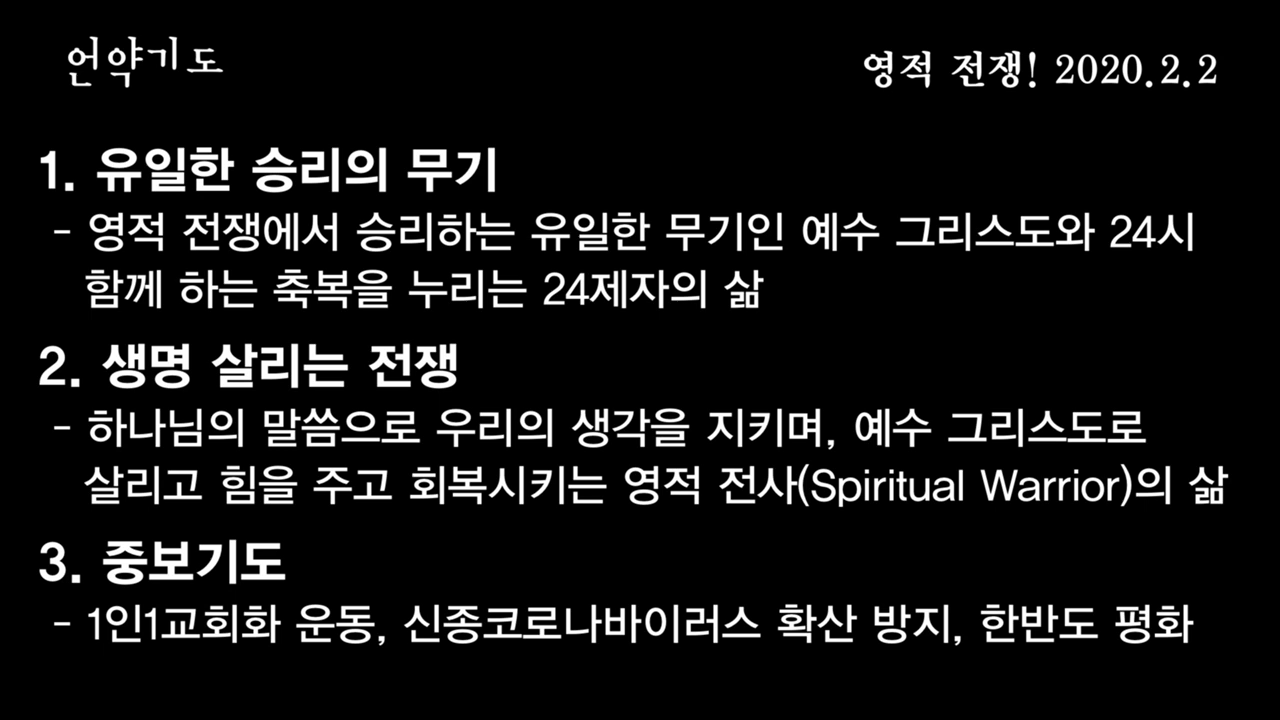 언약기도
영적 전쟁! 2020.2.2
1. 유일한 승리의 무기
- 영적 전쟁에서 승리하는 유일한 무기인 예수 그리스도와 24시
함께 하는 축복을 누리는 24제자의 삶
2. 생명 살리는 전쟁
- 하나님의 말씀으로 우리의 생각을 지키며, 예수 그리스도로
살리고 힘을 주고 회복시키는 영적 전사(Spiritual Warrior)의 삶
3. 중보기도
- 1인1교회화 운동, 신종코로나바이러스 확산 방지, 한반도 평화